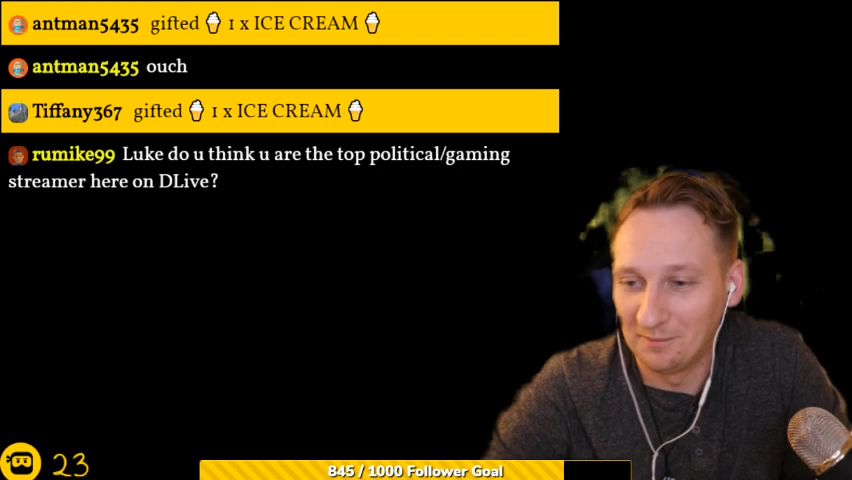 antman5435 gifted 1 x ICE CREAM
antman5435 ouch
Tiffany367 gifted 1 x ICE CREAM
rumike99 Luke do u think u are the top political/gaming
streamer here on DLive?
23
845 / 1000 Follower Goal